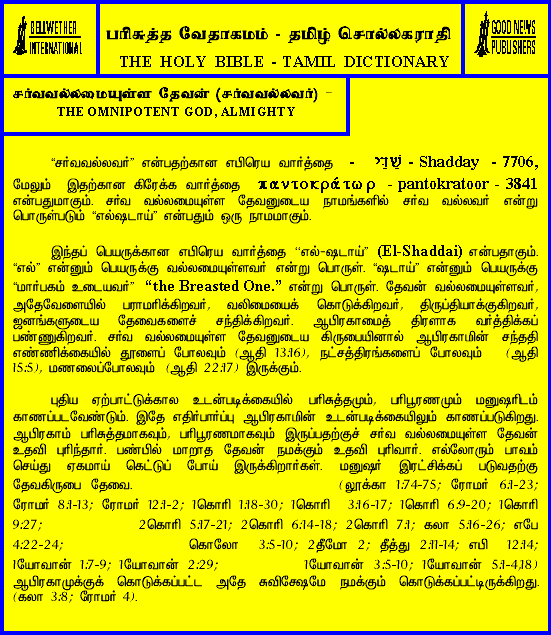 BELLWETHER
INTERNATIONAL
பரிசுத்த வேதாகமம் - தமிழ் சொல்லகராதி
THE HOLY BIBLE - TAMIL DICTIONARY
GOOD NEWS
PUBLISHERS
சர்வவல்லமையுள்ள தேவன் (சர்வவல்லவர்) –
THE OMNIPOTENT GOD, ALMIGHTY
“சர்வவல்லவர்” என்பதற்கான எபிரெய வார்த்தை - שַׁדַּי - Shadday - 7706,
மேலும் இதற்கான கிரேக்க வார்த்தை παντοκράτωρ - pantokratoor - 3841
என்பதுமாகும். சர்வ வல்லமையுள்ள தேவனுடைய நாமங்களில் சர்வ வல்லவர் என்று
பொருள்படும் “எல்ஷடாய்” என்பதும் ஒரு நாமமாகும்.
இந்தப் பெயருக்கான எபிரெய வார்த்தை “எல்-ஷடாய்” (El-Shaddai) என்பதாகும்.
“எல்” என்னும் பெயருக்கு வல்லமையுள்ளவர் என்று பொருள். “ஷடாய்” என்னும் பெயருக்கு
“மார்பகம் உடையவர்” “the Breasted One.” என்று பொருள். தேவன் வல்லமையுள்ளவர்,
அதேவேளையில் பராமரிக்கிறவர், வலிமையைக் கொடுக்கிறவர், திருப்தியாக்குகிறவர்,
ஜனங்களுடைய தேவைகளைச் சந்திக்கிறவர். ஆபிரகாமைத் திரளாக வர்த்திக்கப்
பண்ணுகிறவர். சர்வ வல்லமையுள்ள தேவனுடைய கிருபையினால் ஆபிரகாமின் சந்ததி
எண்ணிக்கையில் தூளைப் போலவும் (ஆதி 13:16), நட்சத்திரங்களைப் போலவும் (ஆதி
15:5), மணலைப்போலவும் (ஆதி 22:17) இருக்கும்.
புதிய ஏற்பாட்டுக்கால உடன்படிக்கையில் பரிசுத்தமும், பரிபூரணமும் மனுஷரிடம்
காணப்படவேண்டும். இதே எதிர்பார்ப்பு ஆபிரகாமின் உடன்படிக்கையிலும் காணப்படுகிறது.
ஆபிரகாம் பரிசுத்தமாகவும், பரிபூரணமாகவும் இருப்பதற்குச் சர்வ வல்லமையுள்ள தேவன்
உதவி புரிந்தார். பண்பில் மாறாத தேவன் நமக்கும் உதவி புரிவார். எல்லோரும் பாவம்
செய்து ஏகமாய் கெட்டுப் போய் இருக்கிறார்கள். மனுஷர் இரட்சிக்கப் படுவதற்கு
தேவகிருபை தேவை. (லூக்கா 1:74-75; ரோமர் 6:1-23;
ரோமர் 8:1-13; ரோமர் 12:1-2; 1கொரி 1:18-30; 1கொரி 3:16-17; 1கொரி 6:9-20; 1கொரி
9:27; 2கொரி 5:17-21; 2கொரி 6:14-18; 2கொரி 7:1; கலா 5:16-26; எபே
4:22-24; கொலோ 3:5-10; 2தீமோ 2; தீத்து 2:11-14; எபி 12:14;
1யோவான் 1:7-9; 1யோவான் 2:29; 1யோவான் 3:5-10; 1யோவான் 5:1-4,18)
ஆபிரகாமுக்குக் கொடுக்கப்பட்ட அதே சுவிசேஷமே நமக்கும் கொடுக்கப்பட்டிருக்கிறது.
(கலா 3:8; ரோமர் 4).